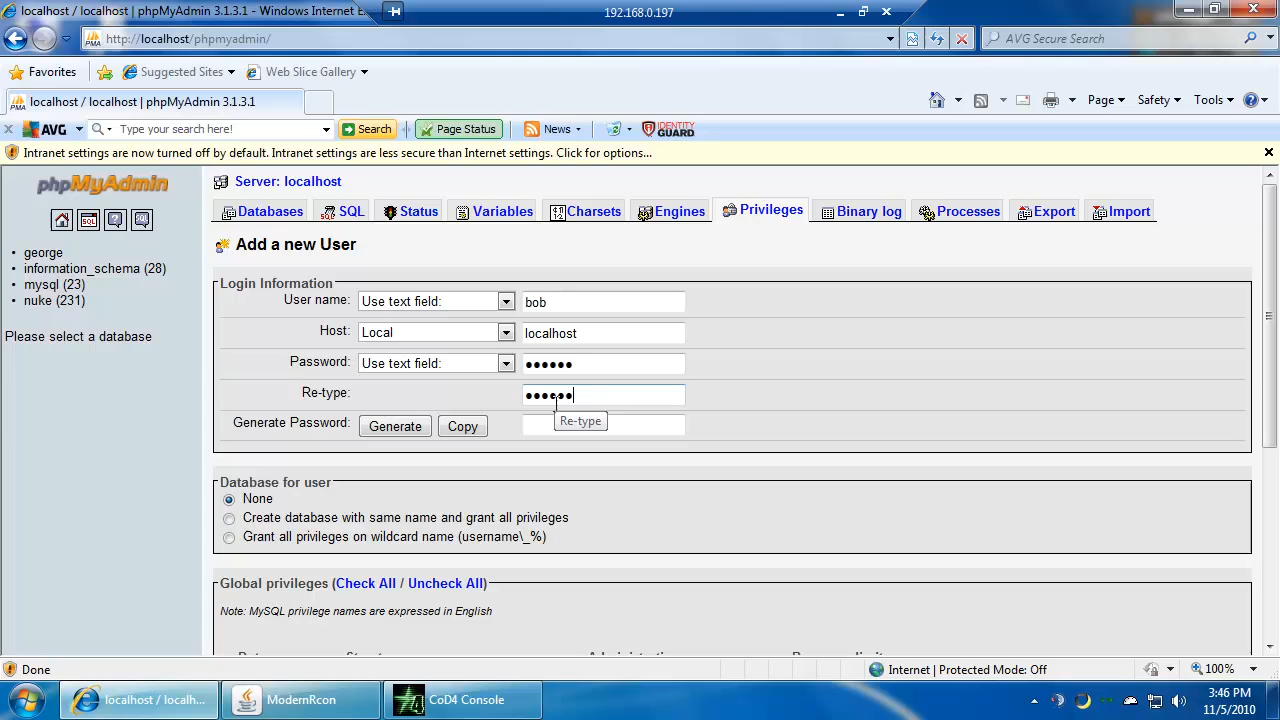 localhost / localhost | phpMyAdmin 3.1.3.1 - Windows Internet E
192.168.0.197
http://localhost/phpmyadmin/
AVG Secure Search
Favorites
Suggested Sites
Web Slice Gallery
localhost / localhost | phpMyAdmin 3.1.3.1
Page
Safety
Tools
AVG
Type your search here!
Search
Page Status
News
IDENTITY GUARD
Intranet settings are now turned off by default. Intranet settings are less secure than Internet settings. Click for options...
phpMyAdmin
SQL
george
information_schema (28)
mysql (23)
nuke (231)
Please select a database
Server: localhost
Databases
SQL
Status
Variables
Charsets
Engines
Privileges
Binary log
Processes
Export
Import
Add a new User
Login Information
User name: Use text field: bob
Host: Local localhost
Password: Use text field: ●●●●●●
Re-type: ●●●●●●
Re-type
Generate Password: Generate Copy
Database for user
None
Create database with same name and grant all privileges
Grant all privileges on wildcard name (username\_%)
Global privileges (Check All / Uncheck All)
Note: MySQL privilege names are expressed in English
Done
Internet | Protected Mode: Off
100%
localhost / localh...
ModernRcon
CoD4 Console
3:46 PM
11/5/2010